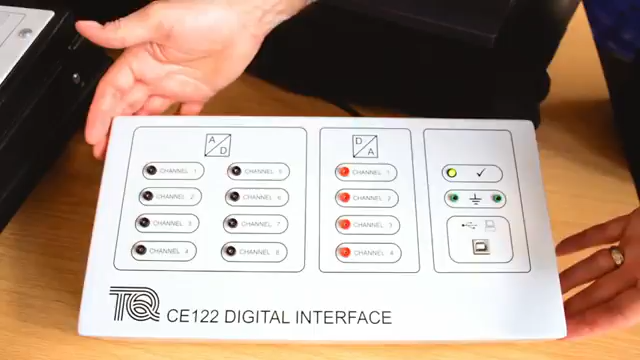 A
D
CHANNEL 1
CHANNEL 2
CHANNEL 3
CHANNEL 4
CHANNEL 5
CHANNEL 6
CHANNEL 7
CHANNEL 8
D
A
CHANNEL 1
CHANNEL 2
CHANNEL 3
CHANNEL 4
TQ
CE122 DIGITAL INTERFACE